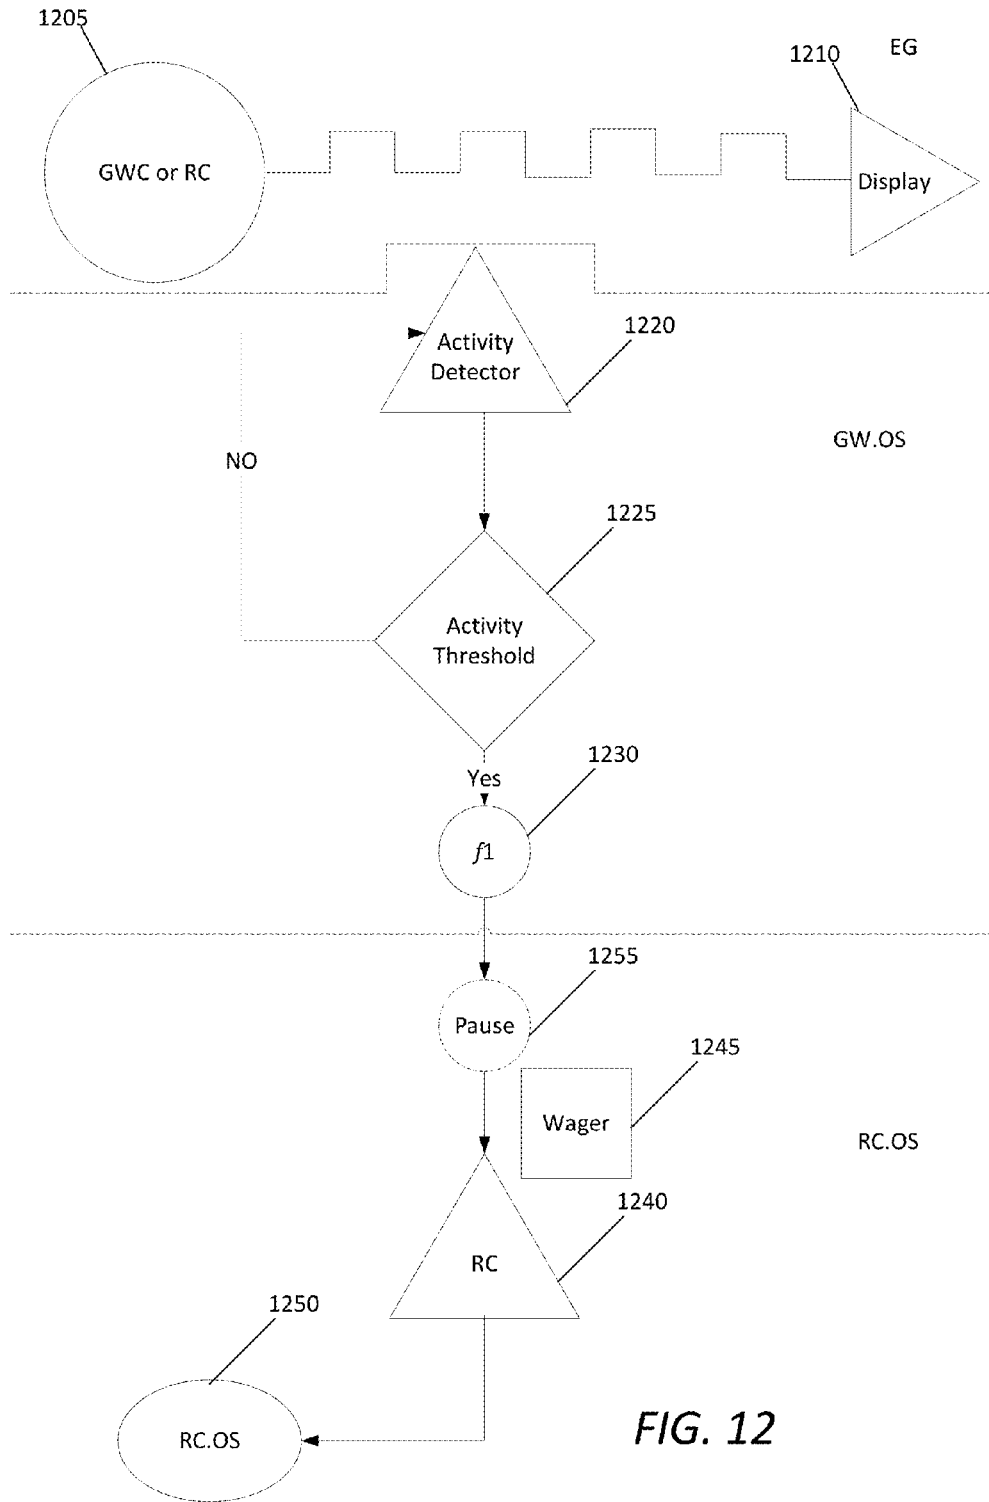 1205
EG
1210
GWC or RC
Display
1220
Activity
Detector
GW.OS
NO
1225
Activity
Threshold
1230
Yes
f1
1255
Pause
1245
Wager
RC.OS
1240
RC
1250
RC.OS
FIG. 12